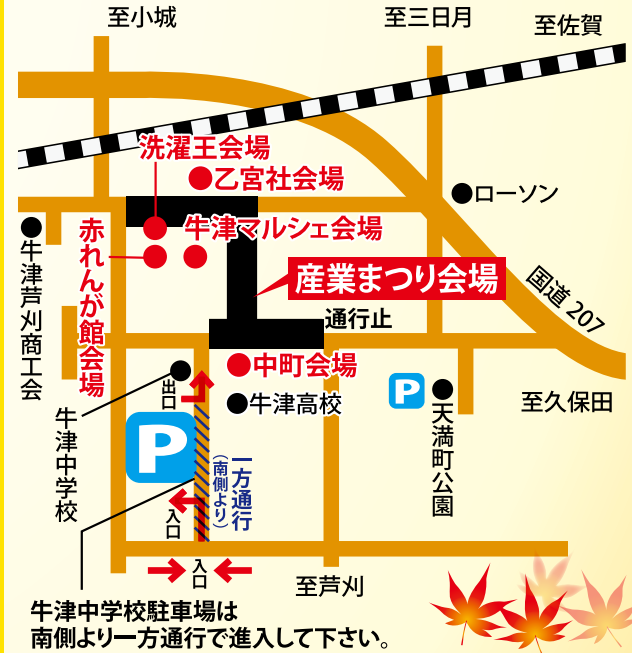 至小城
至三日月
至佐賀
洗濯王会場
乙宮社会場
ローソン
牛津マルシェ会場
赤れんが館会場
牛津芦刈商工会
産業まつり会場
国道 207
通行止
中町会場
出口
牛津高校
P
天満町公園
至久保田
牛津中学校
P
一方通行
（南側より）
入口
入口
至芦刈
牛津中学校駐車場は
南側より一方通行で進入して下さい。